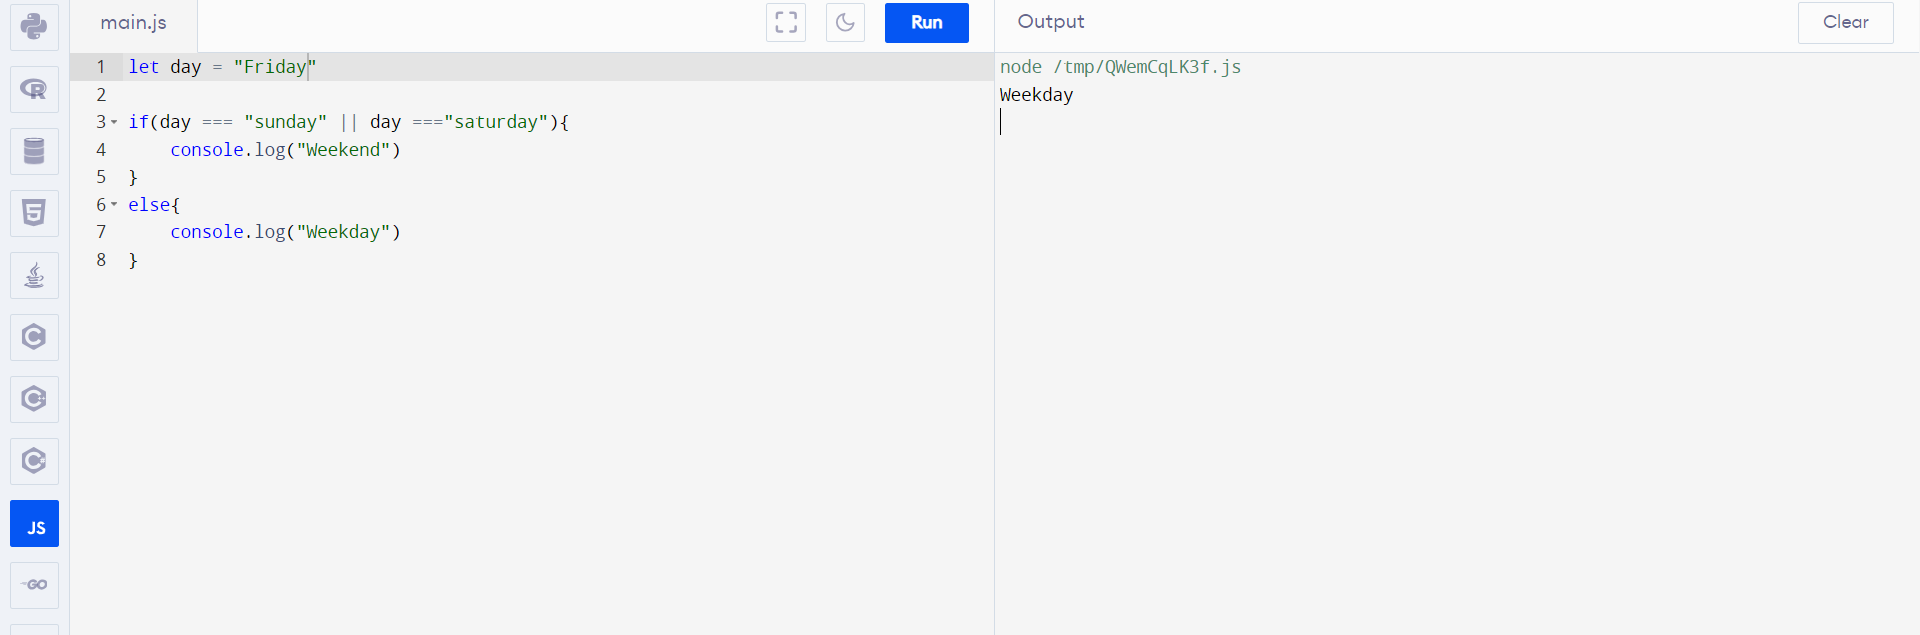 main.js
Run
Output
Clear
1 let day = "Friday"
2
3 if(day === "sunday" || day ==="saturday"){
4 console.log("Weekend")
5 }
6 else{
7 console.log("Weekday")
8 }
node /tmp/QWemCqLK3f.js
Weekday
R
5
C
C
C
JS
GO